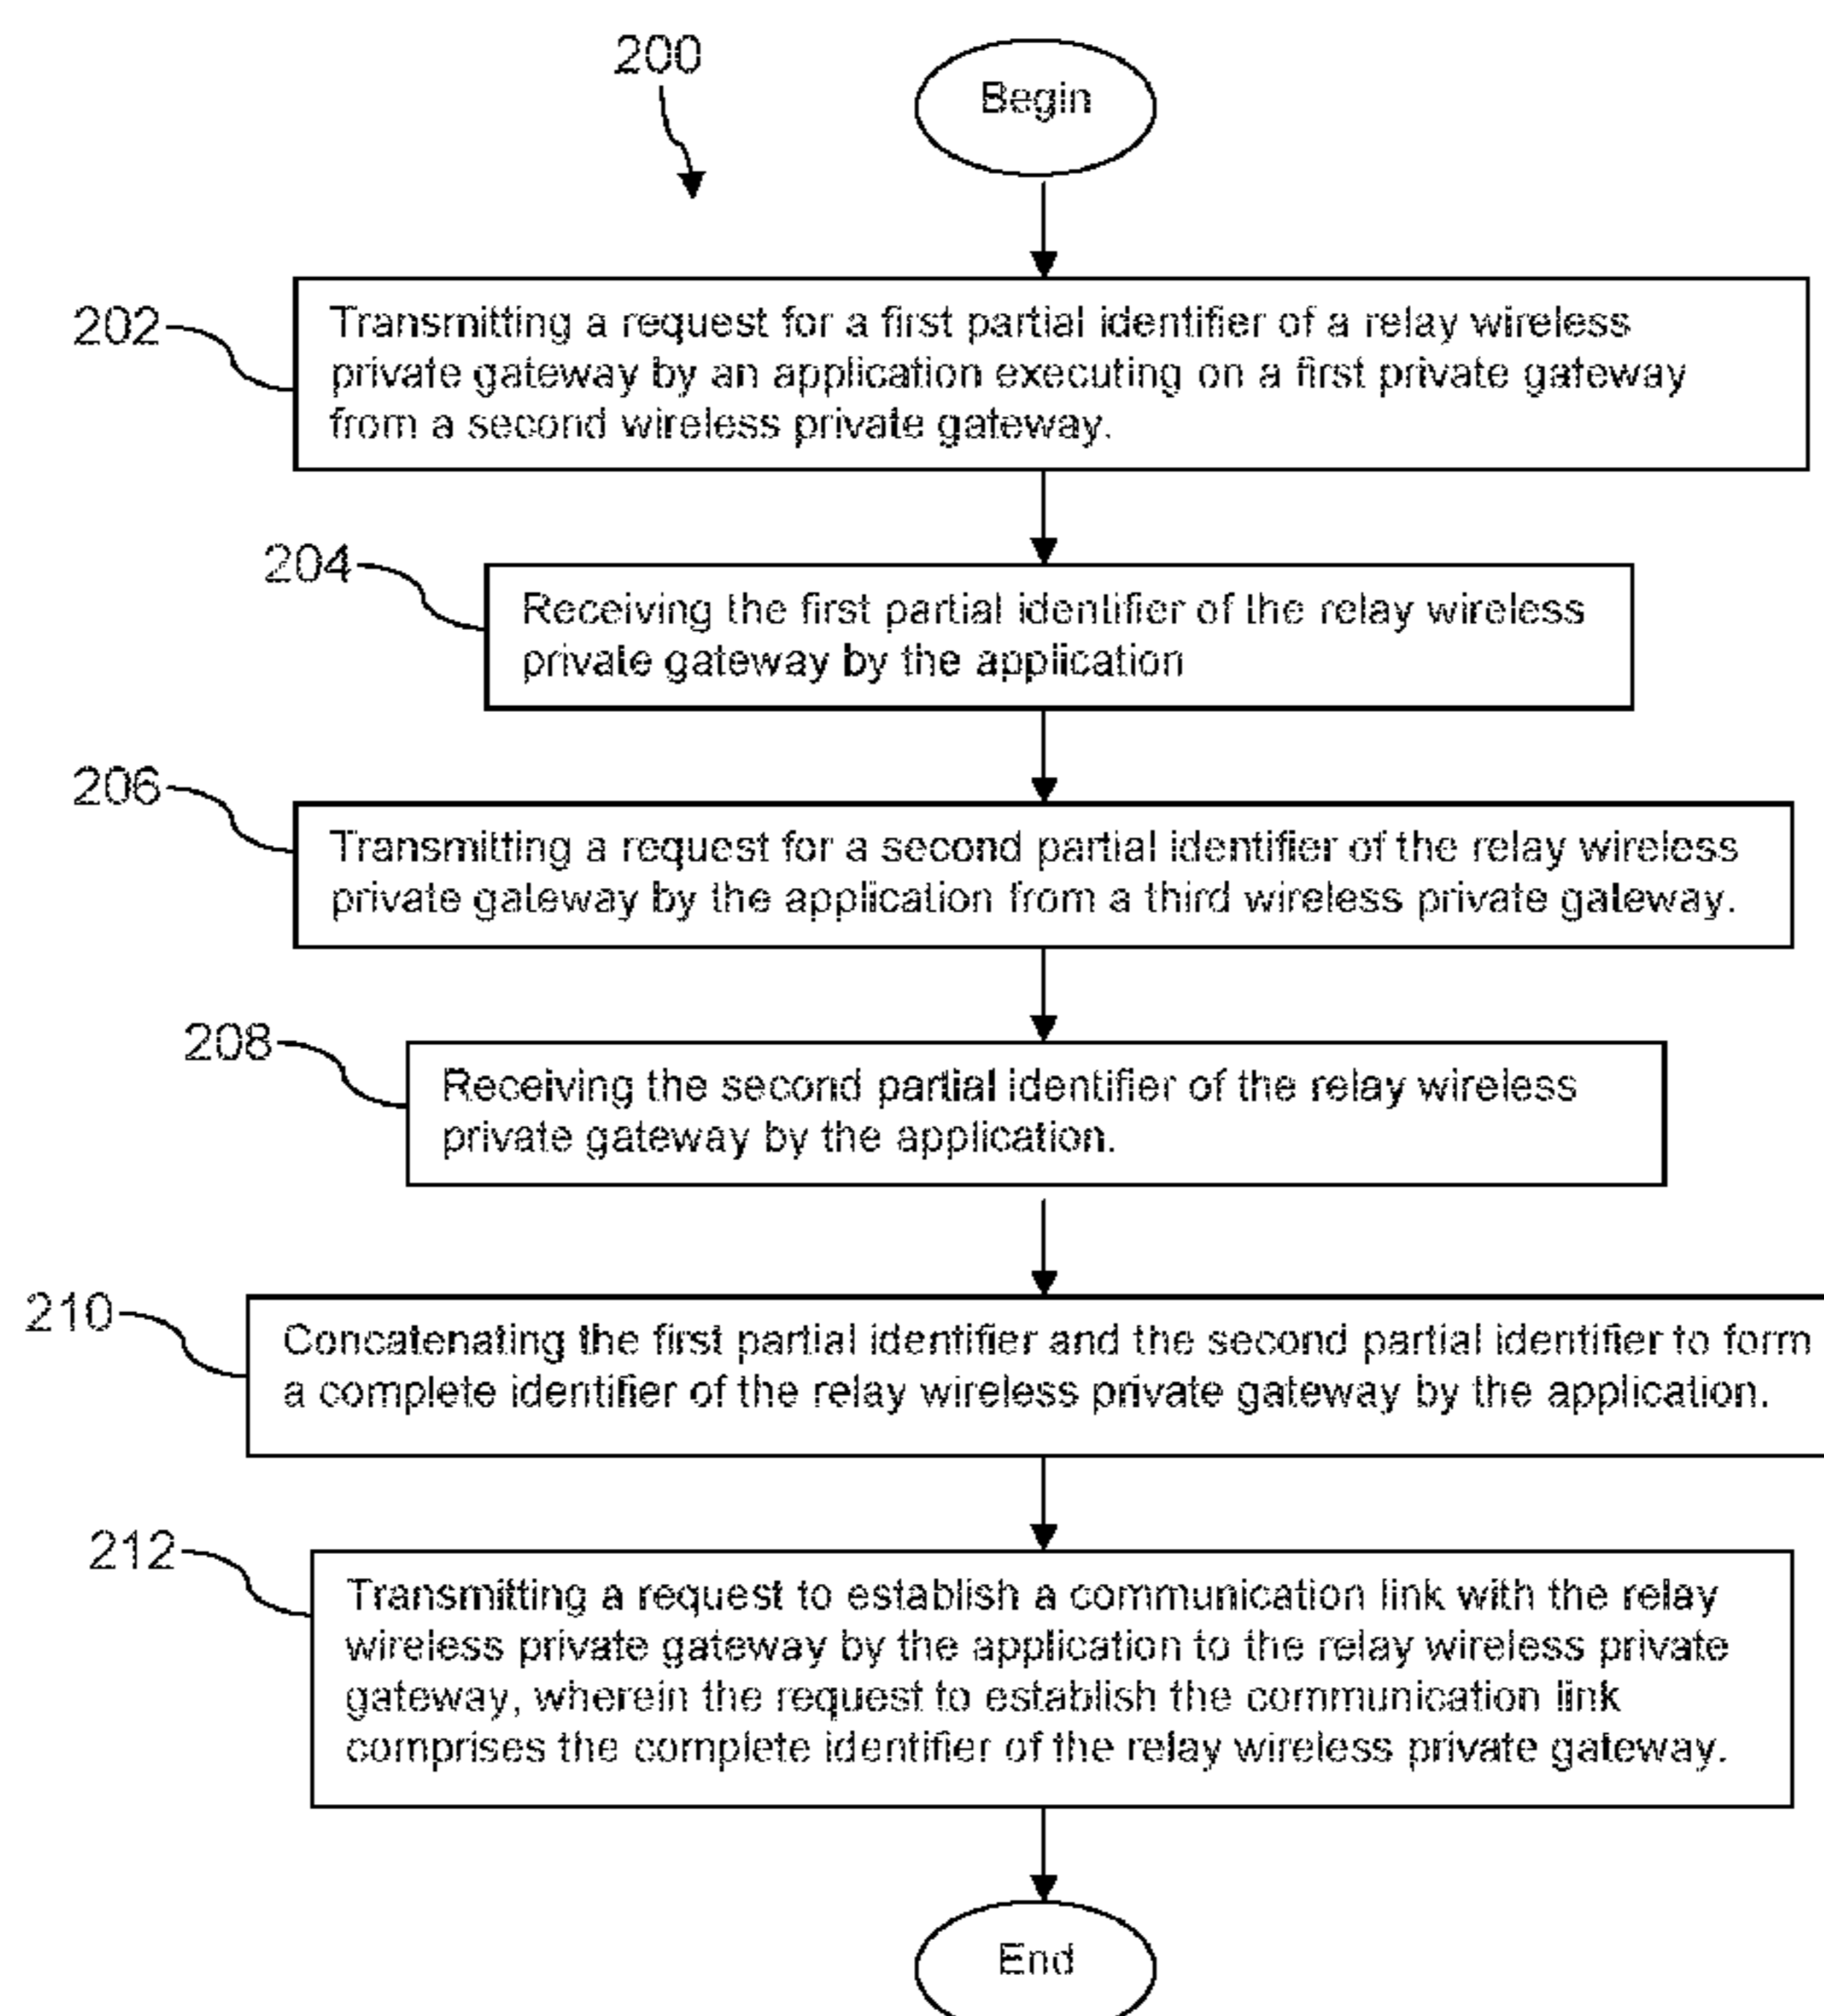 200
Begin
202
Transmitting a request for a first partial identifier of a relay wireless
private gateway by an application executing on a first private gateway
from a second wireless private gateway.
204
Receiving the first partial identifier of the relay wireless
private gateway by the application
206
Transmitting a request for a second partial identifier of the relay wireless
private gateway by the application from a third wireless private gateway.
208
Receiving the second partial identifier of the relay wireless
private gateway by the application.
210
Concatenating the first partial identifier and the second partial identifier to form
a complete identifier of the relay wireless private gateway by the application.
212
Transmitting a request to establish a communication link with the relay
wireless private gateway by the application to the relay wireless private
gateway, wherein the request to establish the communication link
comprises the complete identifier of the relay wireless private gateway.
End